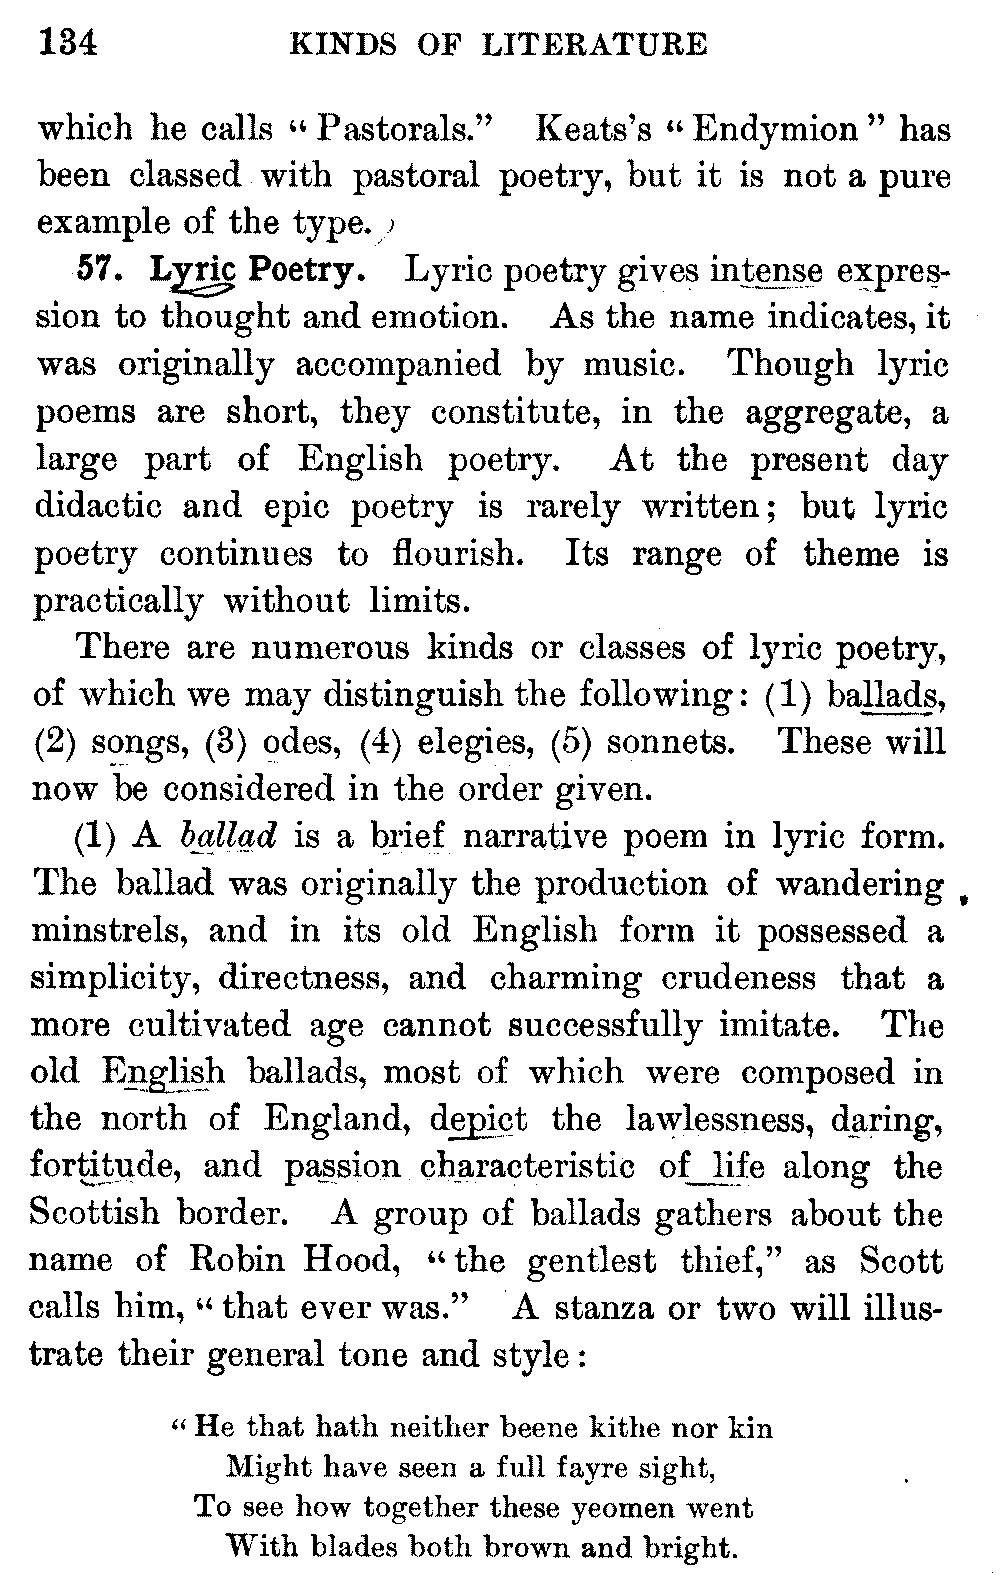 134 KINDS OF LITERATURE
which he calls “ Pastorals.” Keats's “ Endymion ” has
been classed with pastoral poetry, but it is not a pure
example of the type.
57. Lyric Poetry. Lyric poetry gives intense expres-
sion to thought and emotion. As the name indicates, it
was originally accompanied by music. Though lyric
poems are short, they constitute, in the aggregate, a
large part of English poetry. At the present day
didactic and epic poetry is rarely written; but lyric
poetry continues to flourish. Its range of theme is
practically without limits.
There are numerous kinds or classes of lyric poetry,
of which we may distinguish the following: (1) ballads,
(2) songs, (3) odes, (4) elegies, (5) sonnets. These will
now be considered in the order given.
(1) A ballad is a brief narrative poem in lyric form.
The ballad was originally the production of wandering
minstrels, and in its old English form it possessed a
simplicity, directness, and charming crudeness that a
more cultivated age cannot successfully imitate. The
old English ballads, most of which were composed in
the north of England, depict the lawlessness, daring,
fortitude, and passion characteristic of life along the
Scottish border. A group of ballads gathers about the
name of Robin Hood, “ the gentlest thief,” as Scott
calls him, “ that ever was.” A stanza or two will illus-
trate their general tone and style :
“ He that hath neither beene kithe nor kin
Might have seen a full fayre sight,
To see how together these yeomen went
With blades both brown and bright.